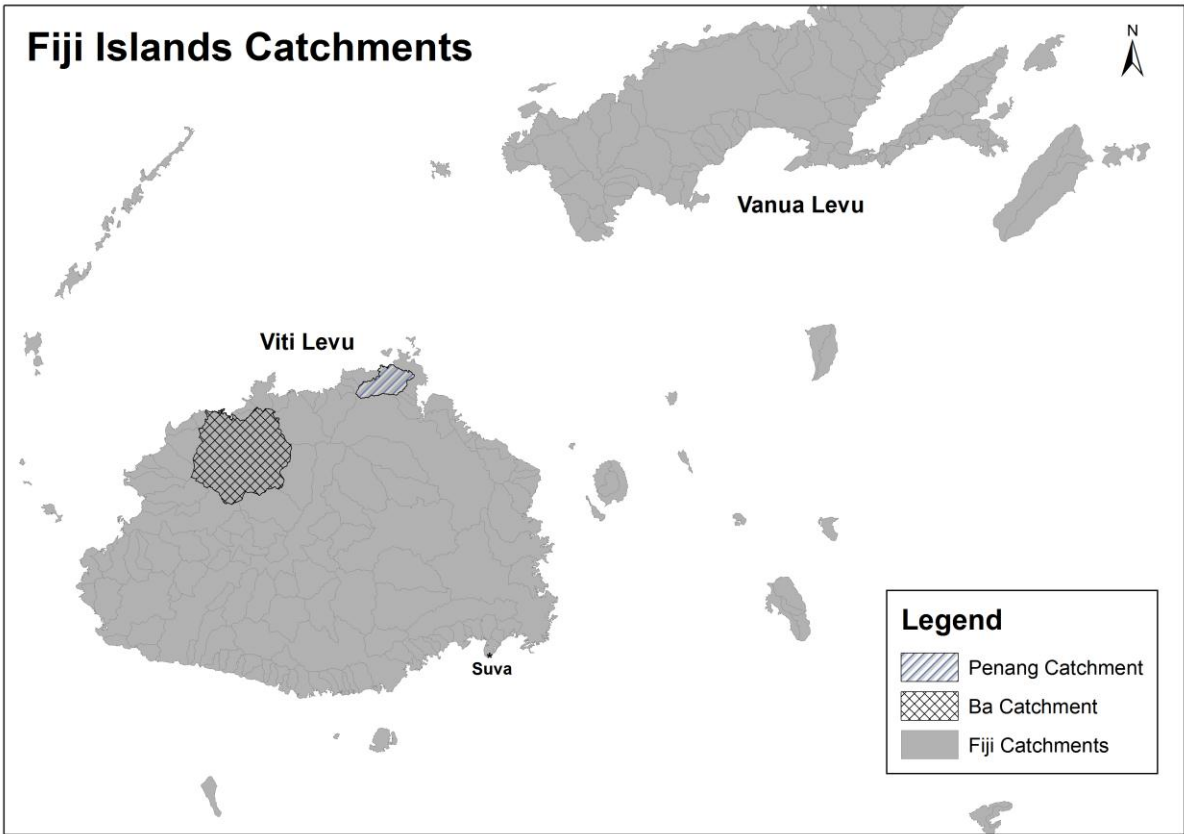 Fiji Islands Catchments
N
Vanua Levu
Viti Levu
Suva
Legend
Penang Catchment
Ba Catchment
Fiji Catchments